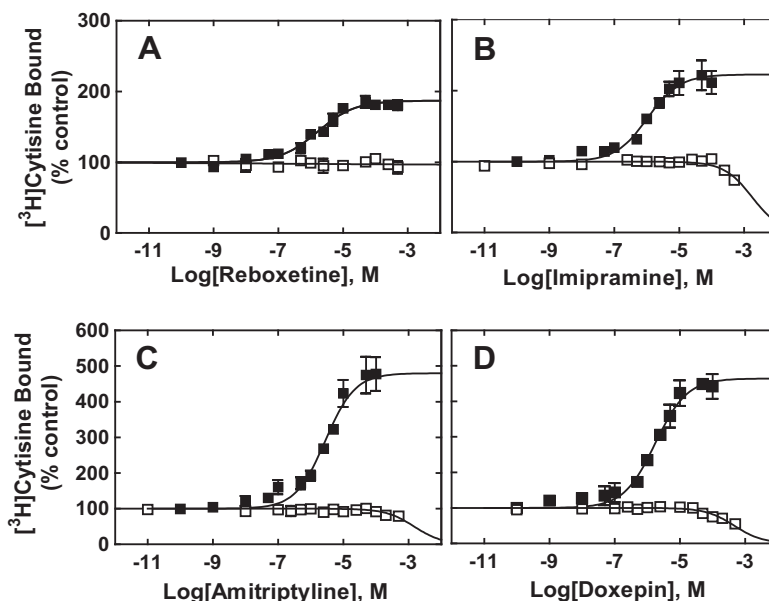 A
B
[³H]Cytisine Bound
(% control)
300
200
100
0
-11 -9 -7 -5 -3
Log[Reboxetine], M
-11 -9 -7 -5 -3
Log[Imipramine], M
C
D
[³H]Cytisine Bound
(% control)
600
500
400
300
200
100
0
-11 -9 -7 -5 -3
Log[Amitriptyline], M
-11 -9 -7 -5 -3
Log[Doxepin], M